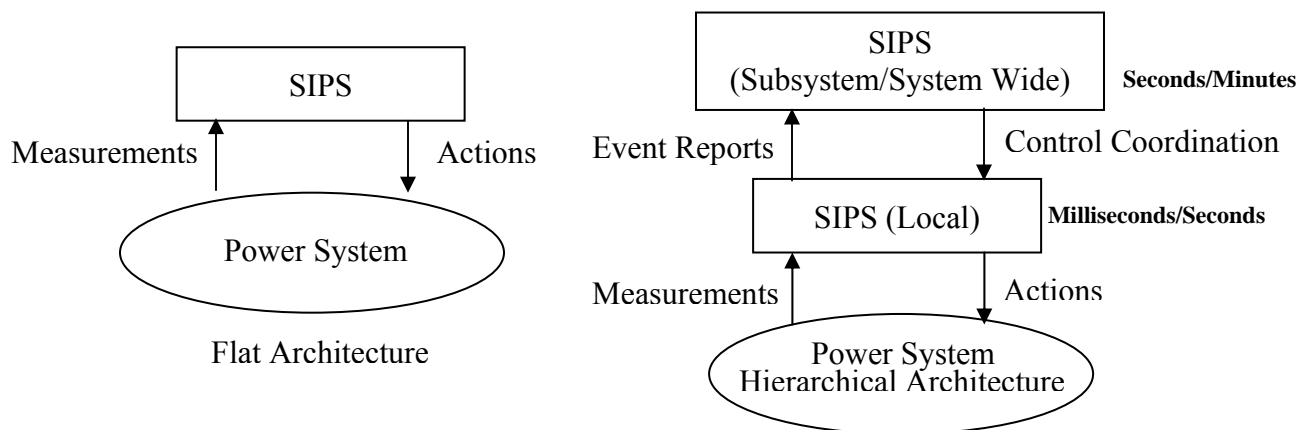 SIPS
Measurements
Actions
Power System
Flat Architecture
SIPS
(Subsystem/System Wide)
Seconds/Minutes
Event Reports
Control Coordination
SIPS (Local)
Milliseconds/Seconds
Measurements
Actions
Power System
Hierarchical Architecture